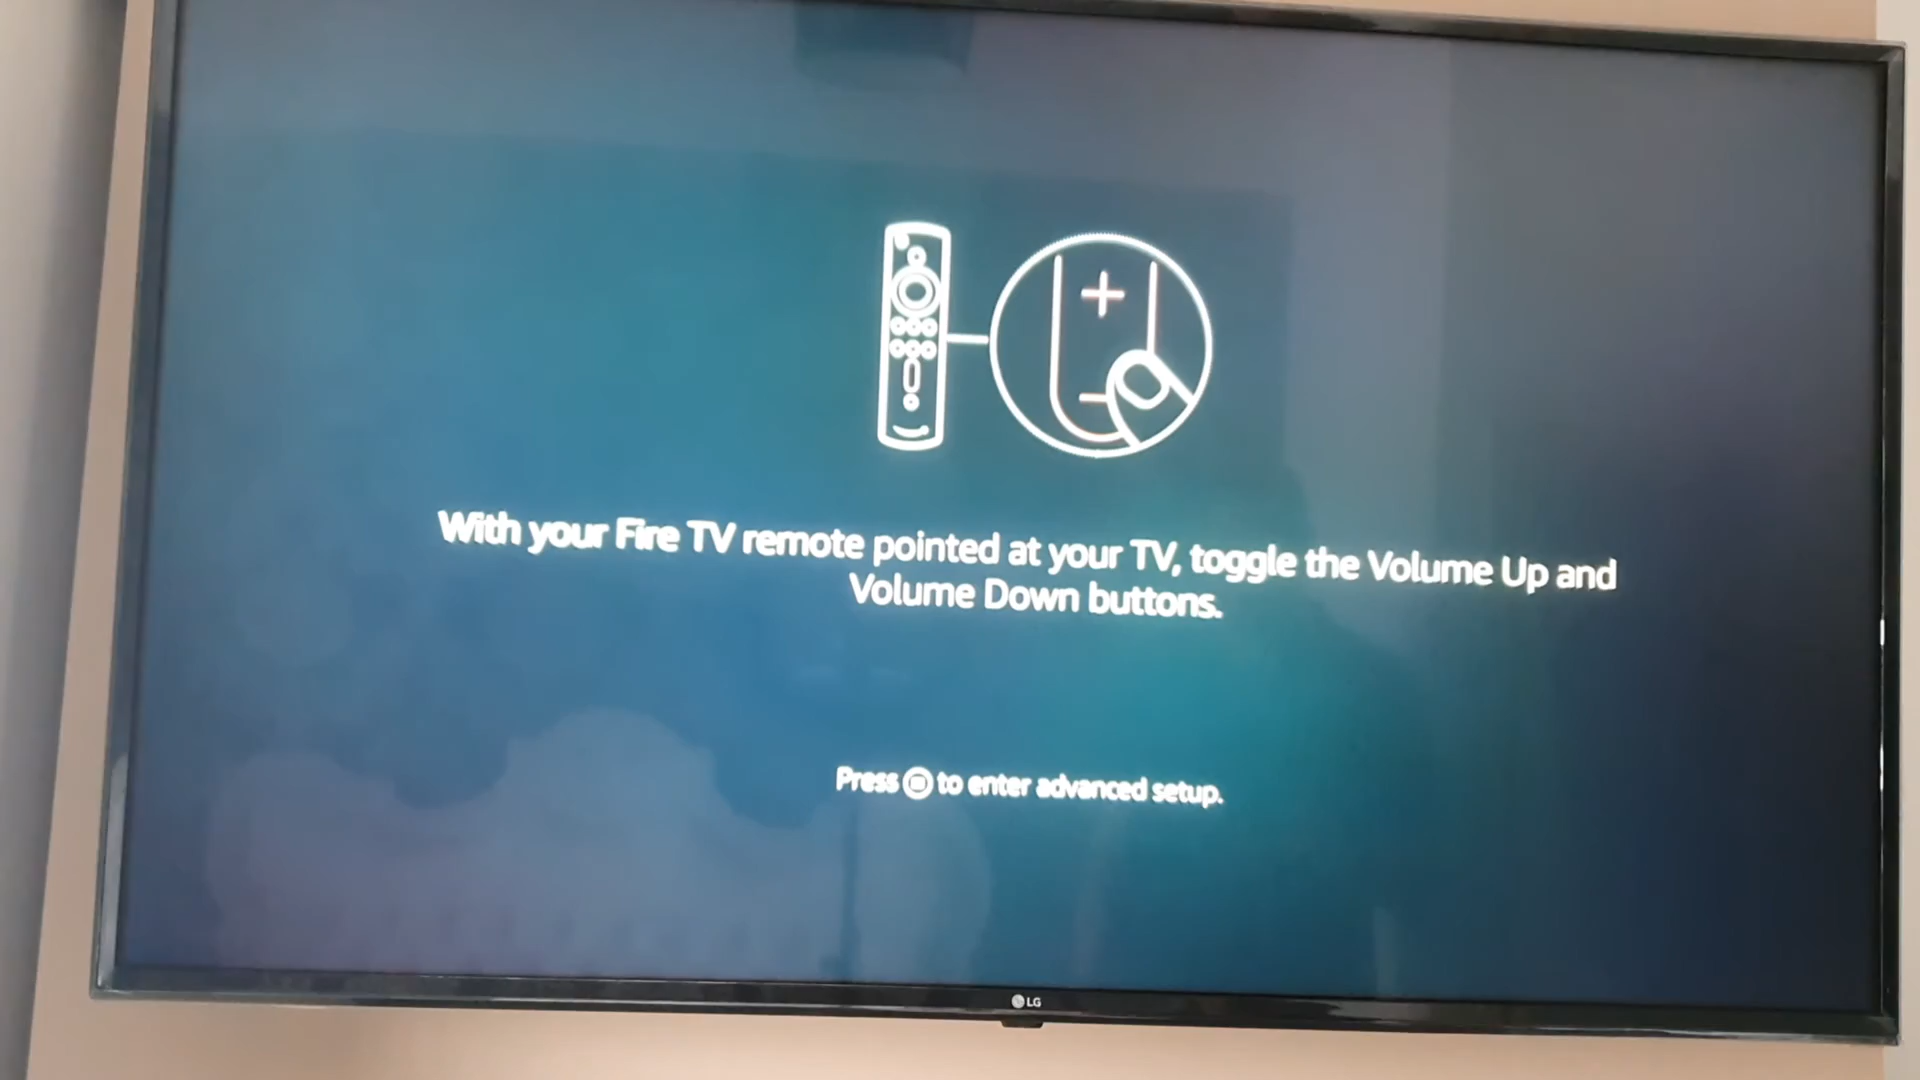 With your Fire TV remote pointed at your TV, toggle the Volume Up and
Volume Down buttons.
Press to enter advanced setup.
LG